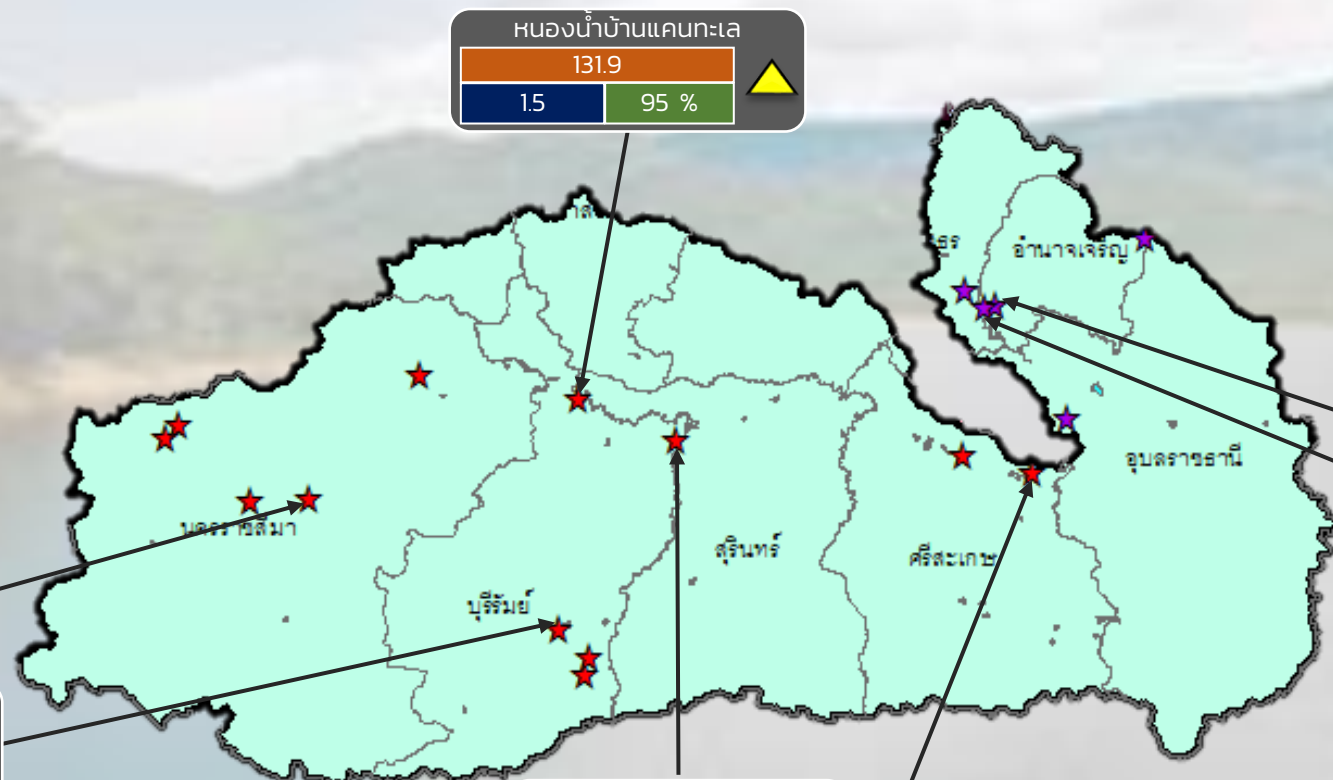 หนองน้ำบ้านแคนทะเล
131.9
1.5 95 %
อำนาจเจริญ
อุบลราชธานี
นครราชสีมา
สุรินทร์
ศรีสะเกษ
บุรีรัมย์